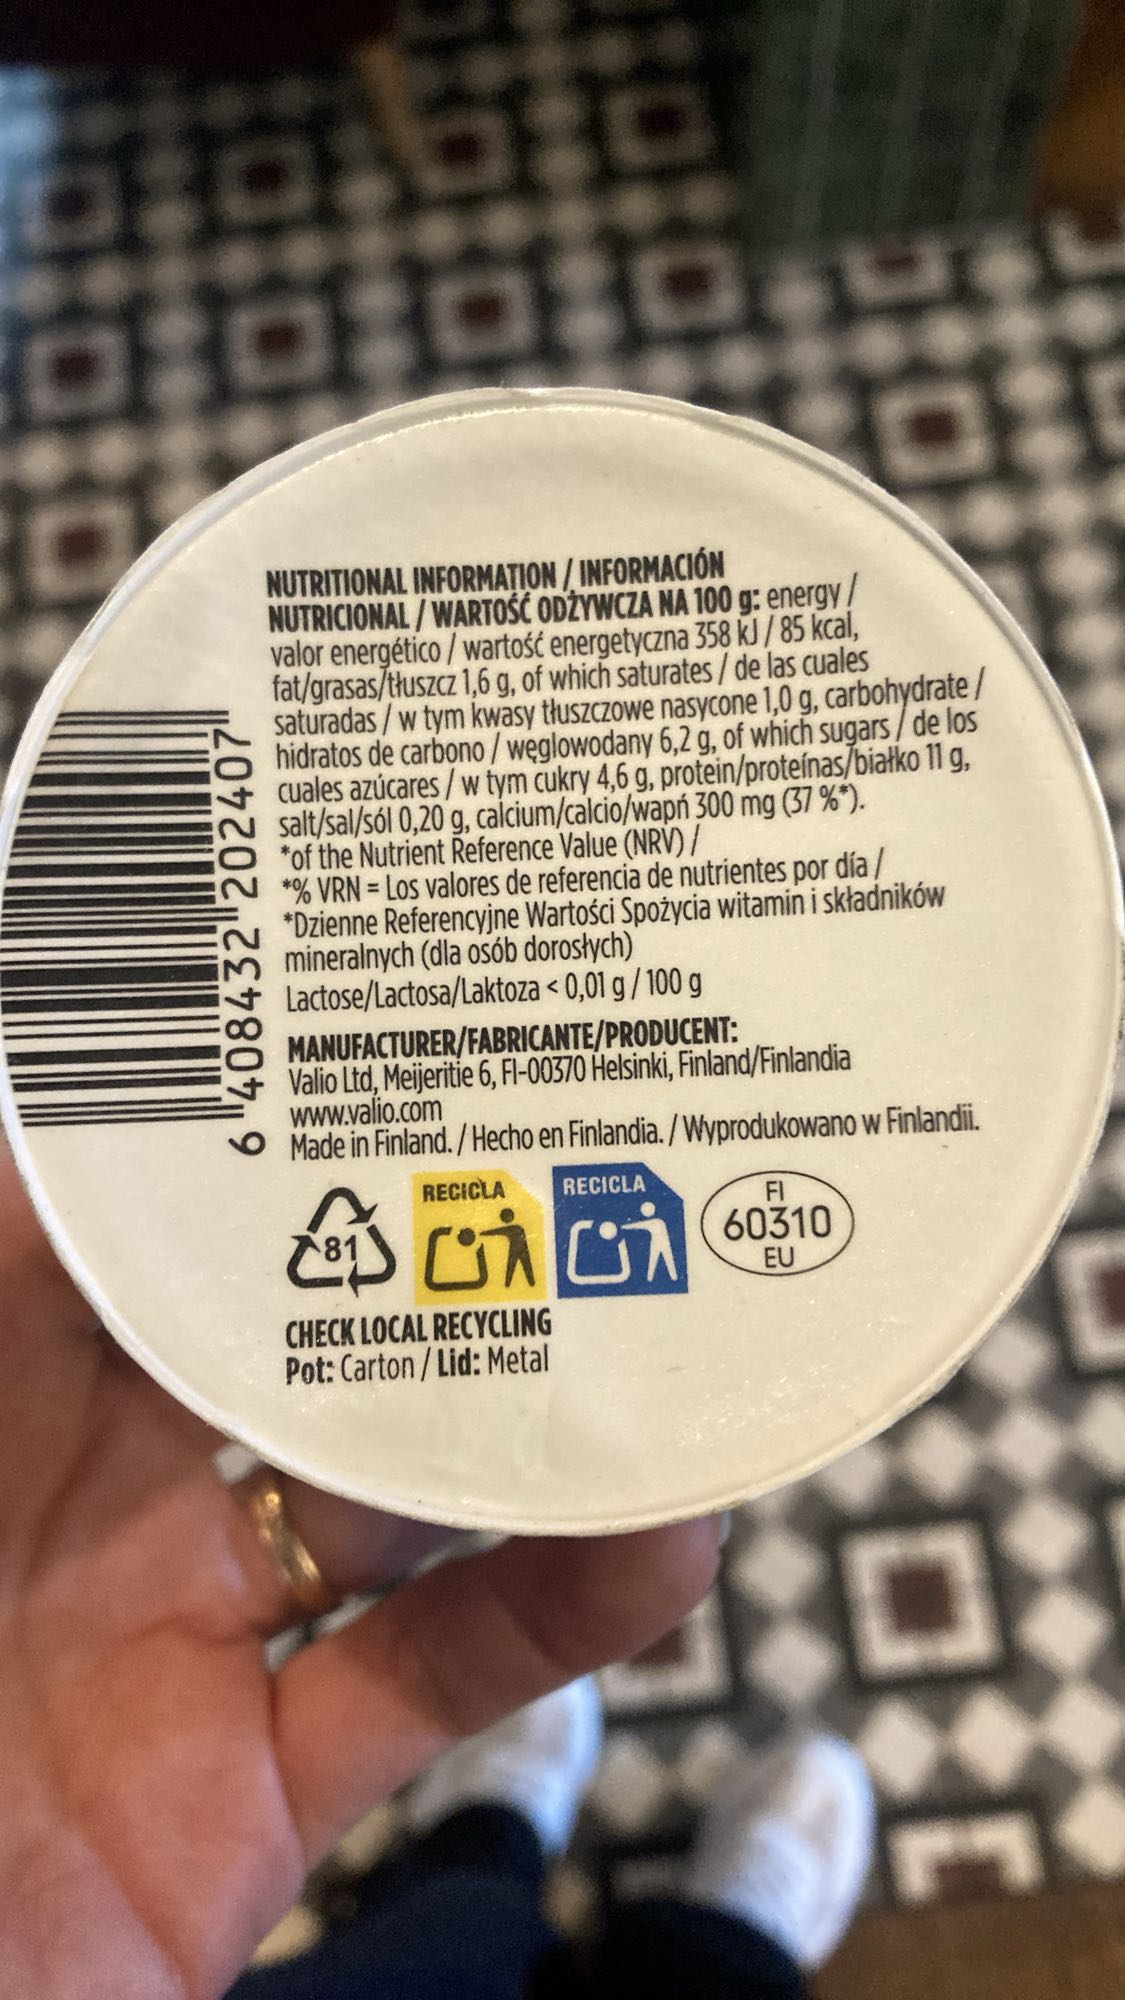 NUTRITIONAL INFORMATION / INFORMACIÓN
NUTRICIONAL / WARTOŚĆ ODŻYWCZA NA 100 g: energy /
valor energético / wartość energetyczna 358 kJ / 85 kcal,
fat/grasas/tłuszcz 1,6 g, of which saturates / de las cuales
saturadas / w tym kwasy tłuszczowe nasycone 1,0 g, carbohydrate /
hidratos de carbono / węglowodany 6,2 g, of which sugars / de los
cuales azúcares / w tym cukry 4,6 g, protein/proteínas/białko 11 g,
salt/sal/sól 0,20 g, calcium/calcio/wapń 300 mg (37 %*).
*of the Nutrient Reference Value (NRV) /
*% VRN = Los valores de referencia de nutrientes por día /
*Dzienne Referencyjne Wartości Spożycia witamin i składników
mineralnych (dla osób dorosłych)
Lactose/Lactosa/Laktoza < 0,01 g / 100 g
MANUFACTURER/FABRICANTE/PRODUCENT:
Valio Ltd, Meijeritie 6, FI-00370 Helsinki, Finland/Finlandia
www.valio.com
Made in Finland. / Hecho en Finlandia. / Wyprodukowano w Finlandii.
6 408432 202407
81
RECICLA
RECICLA
FI
60310
EU
CHECK LOCAL RECYCLING
Pot: Carton / Lid: Metal